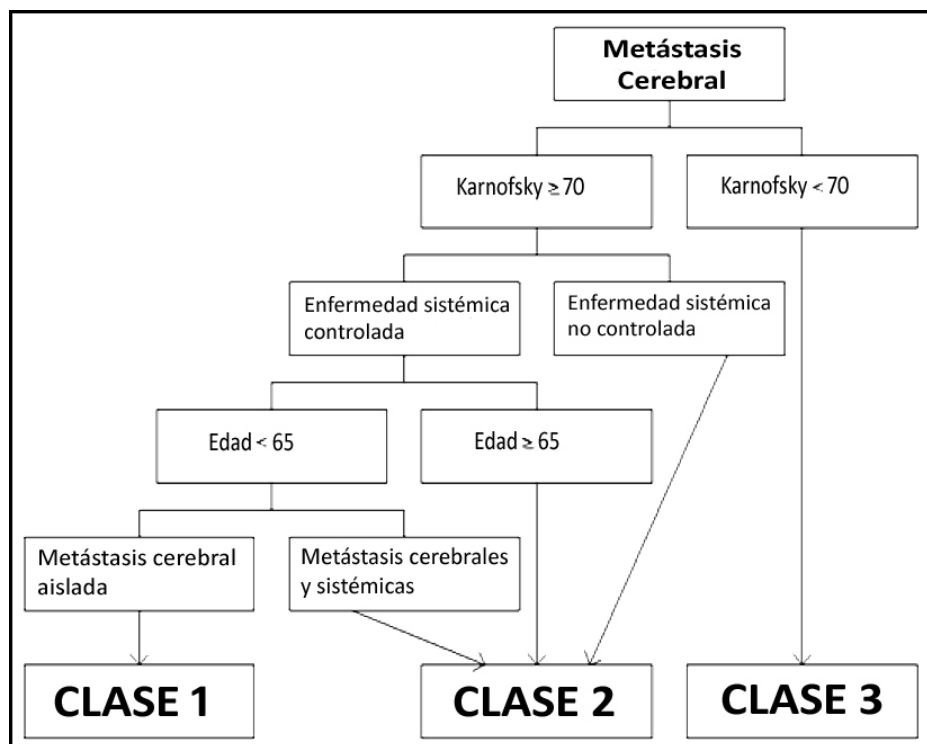 Metástasis
Cerebral
Karnofsky ≥ 70
Karnofsky < 70
Enfermedad sistémica
controlada
Enfermedad sistémica
no controlada
Edad < 65
Edad ≥ 65
Metástasis cerebral
aislada
Metástasis cerebrales
y sistémicas
CLASE 1
CLASE 2
CLASE 3